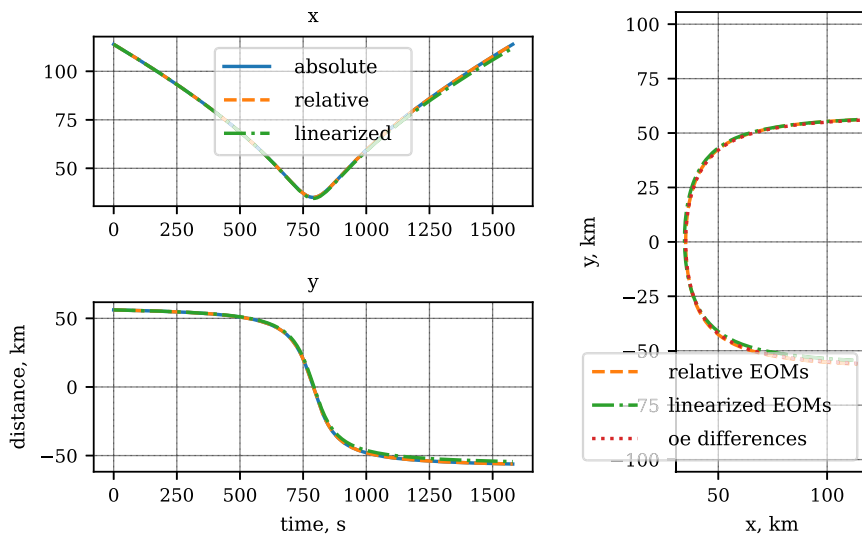 x
100
75
50
0
250
500
750
1000
1250
1500
absolute
relative
linearized
y
distance, km
50
0
−50
0
250
500
750
1000
1250
1500
time, s
y, km
100
75
50
25
0
−25
−50
−75
−100
50
100
x, km
relative EOMs
linearized EOMs
oe differences